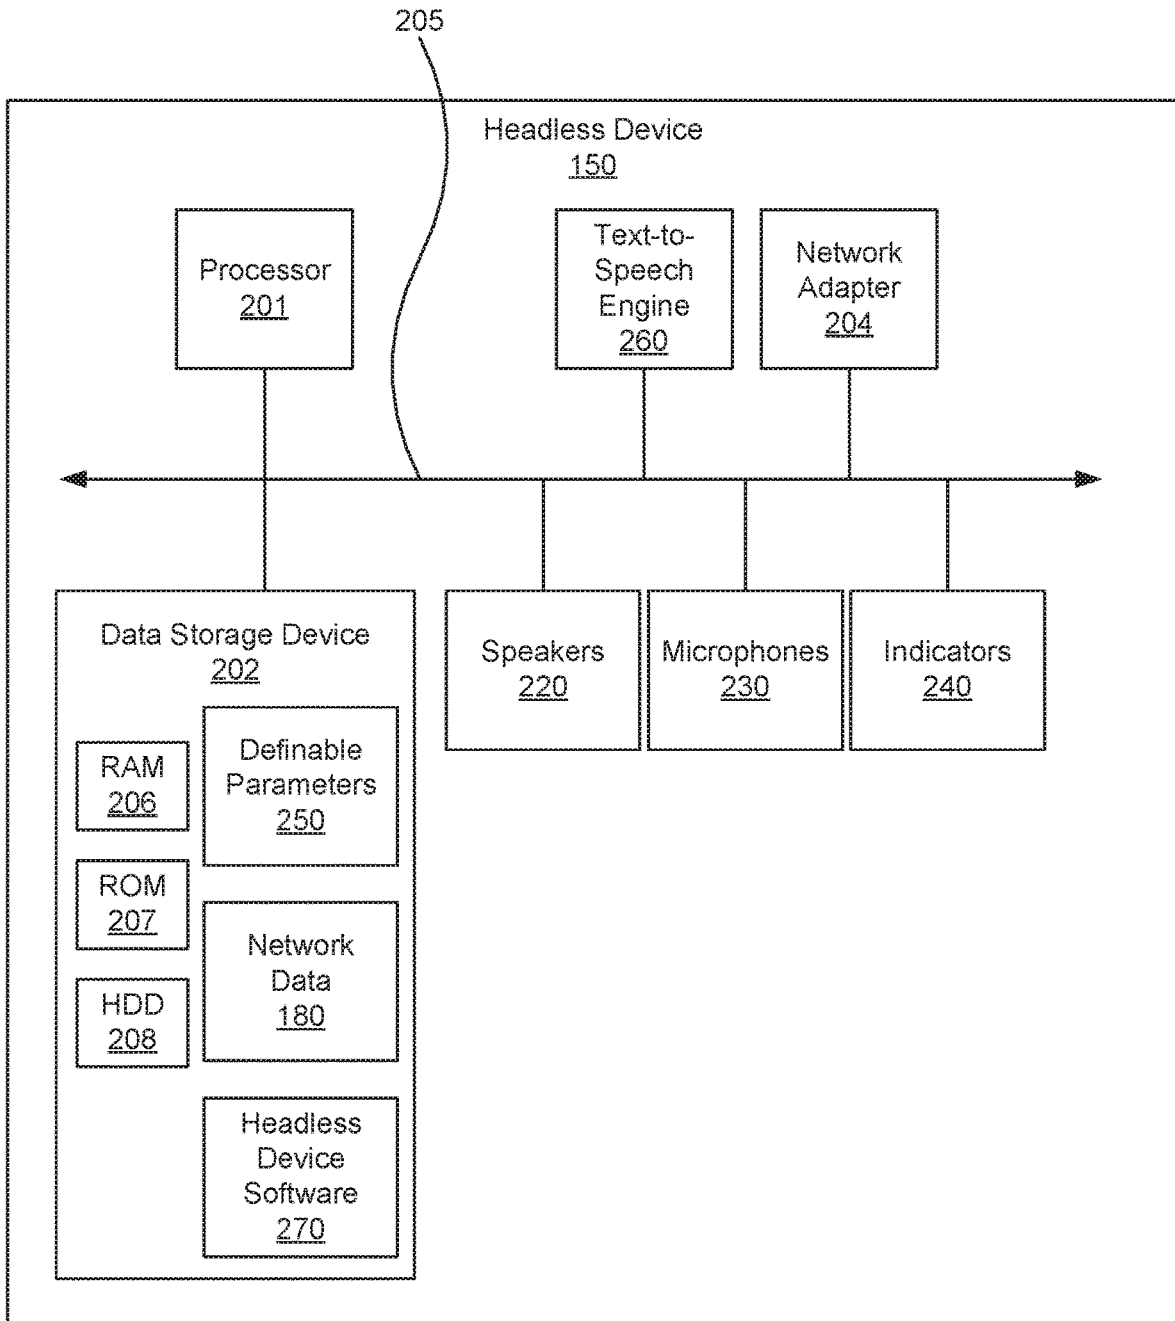 205
Headless Device
150
Processor
201
Text-to-
Speech
Engine
260
Network
Adapter
204
Data Storage Device
202
RAM
206
ROM
207
HDD
208
Definable
Parameters
250
Network
Data
180
Headless
Device
Software
270
Speakers
220
Microphones
230
Indicators
240